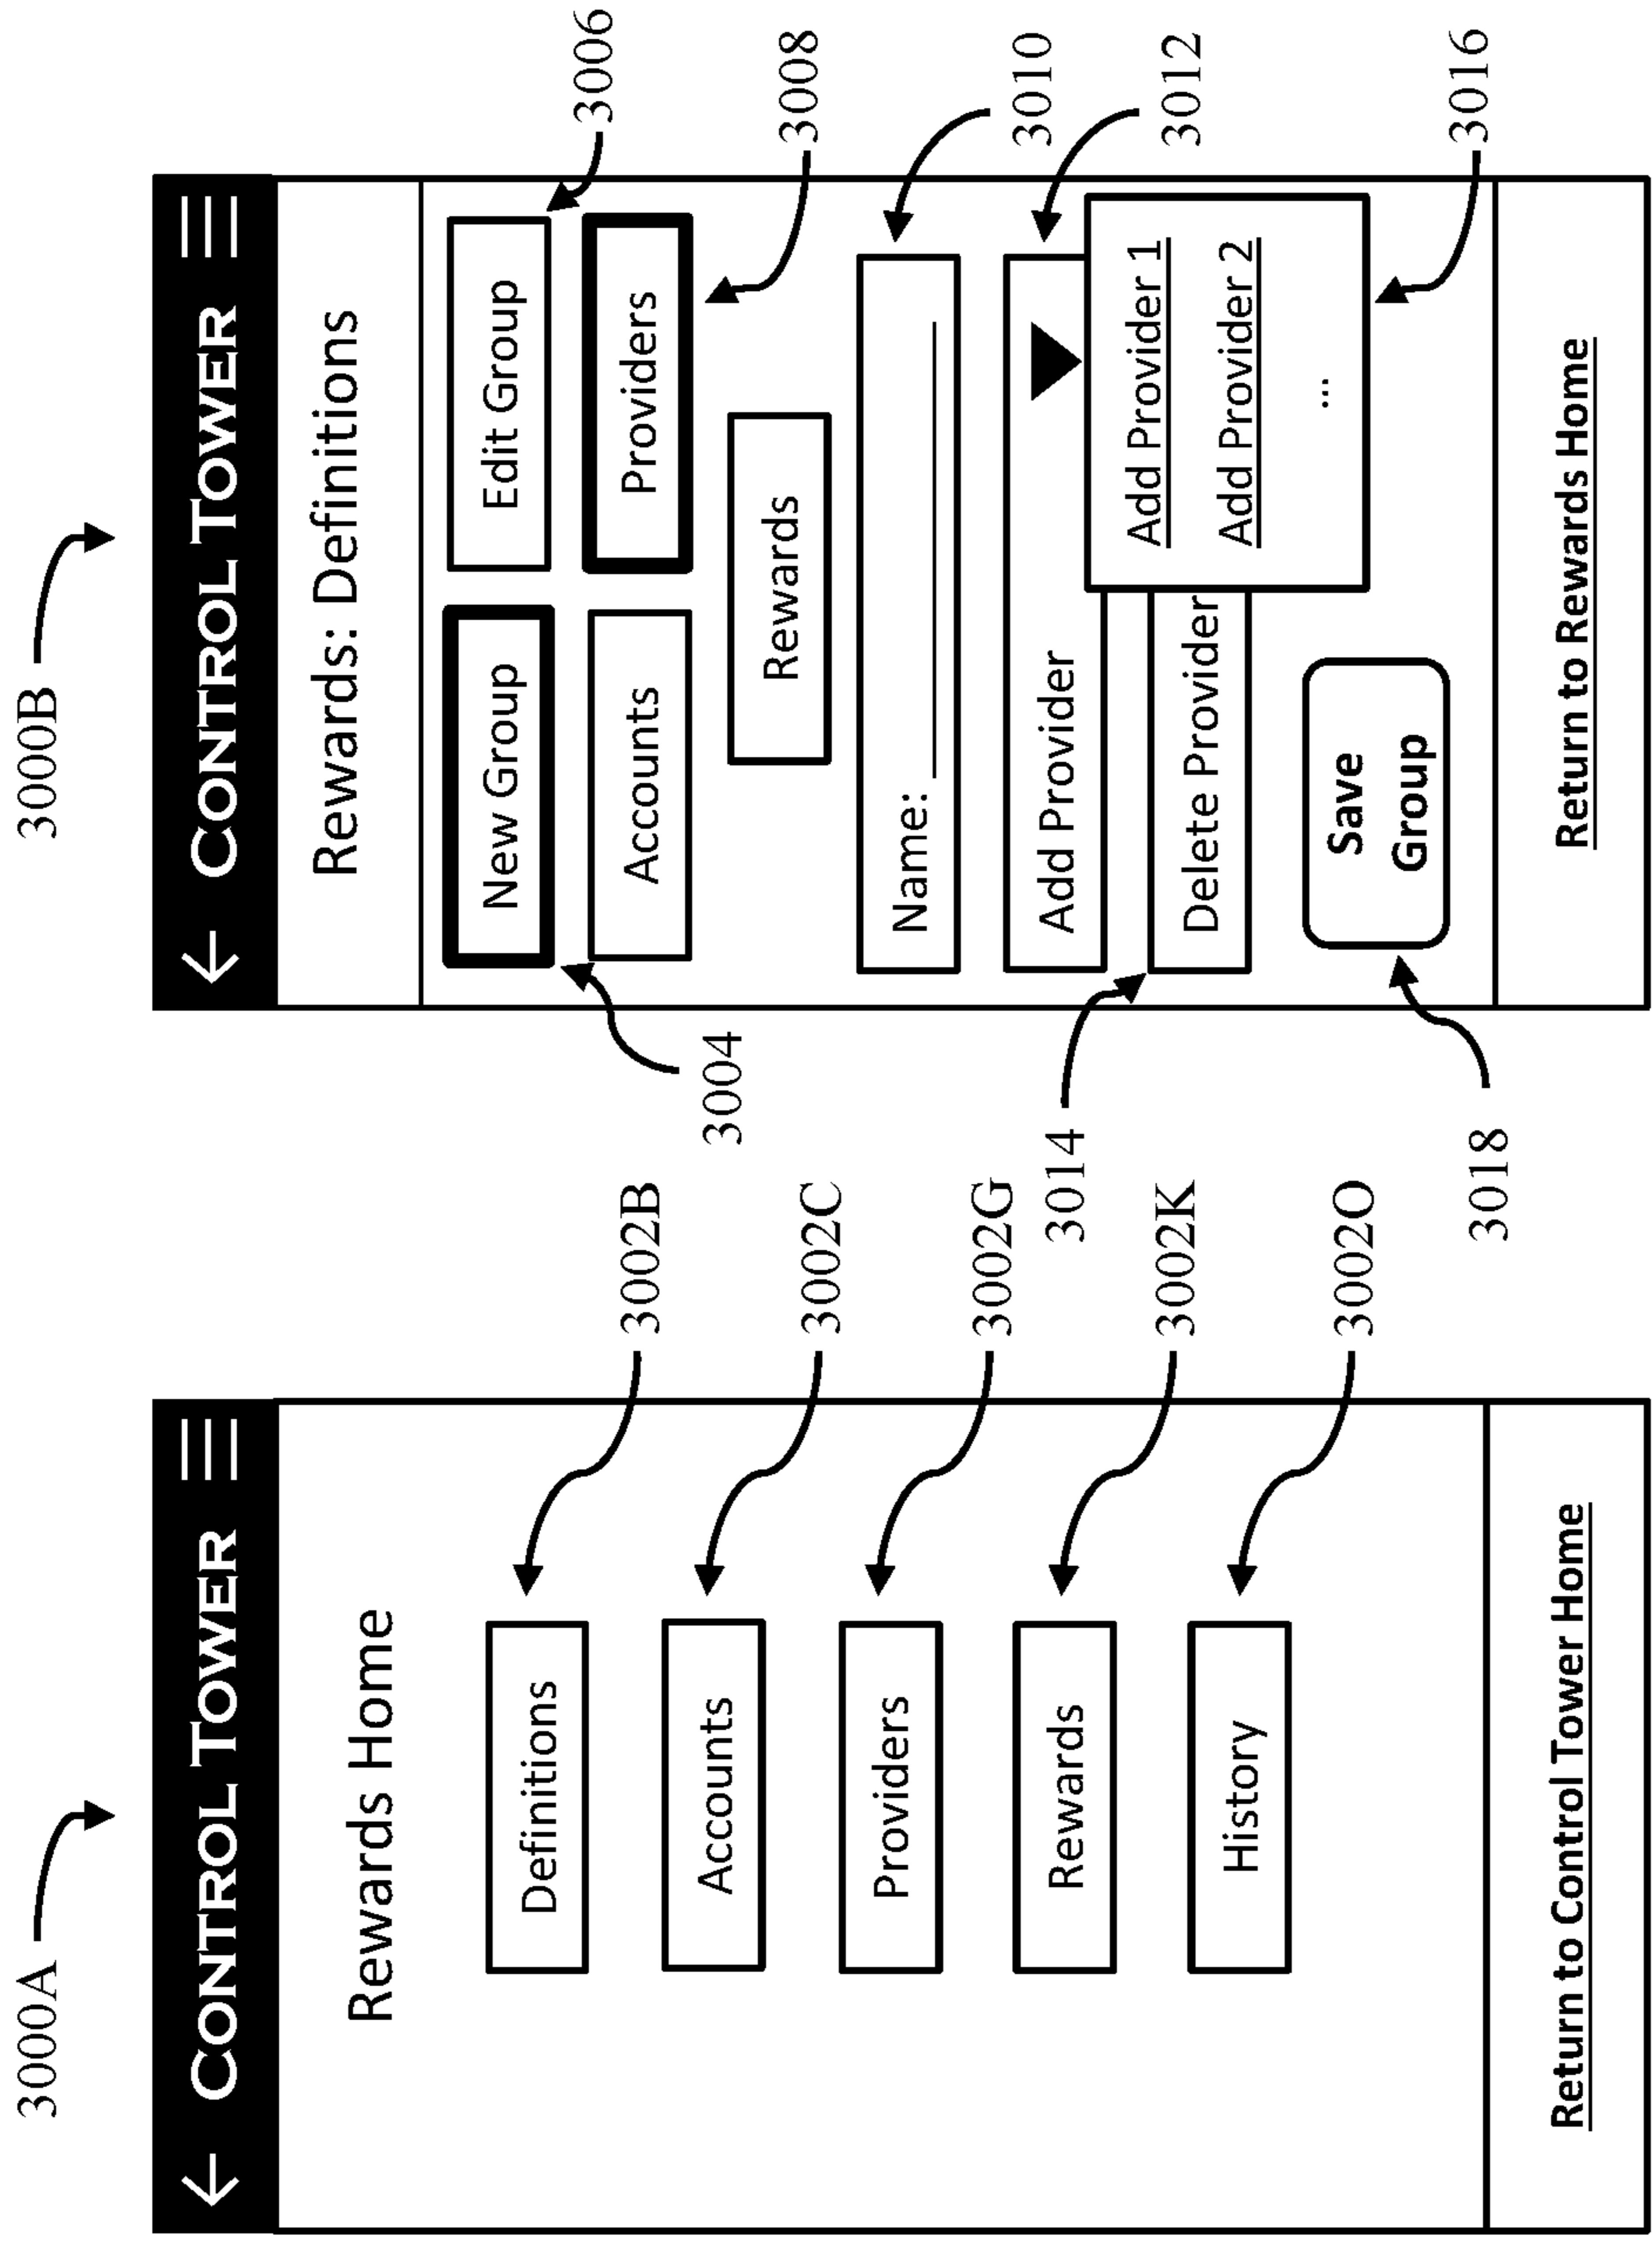 3000A
← CONTROL TOWER
Rewards Home
Definitions
3002B
Accounts
3002C
Providers
3002G
Rewards
3002K
History
3002O
Return to Control Tower Home
3000B
← CONTROL TOWER
Rewards: Definitions
New Group
Edit Group
3004
3006
Accounts
Providers
3008
Rewards
Name: ____________
3010
Add Provider
3012
Add Provider 1
Add Provider 2
...
3014
Delete Provider
3016
Save
Group
3018
Return to Rewards Home